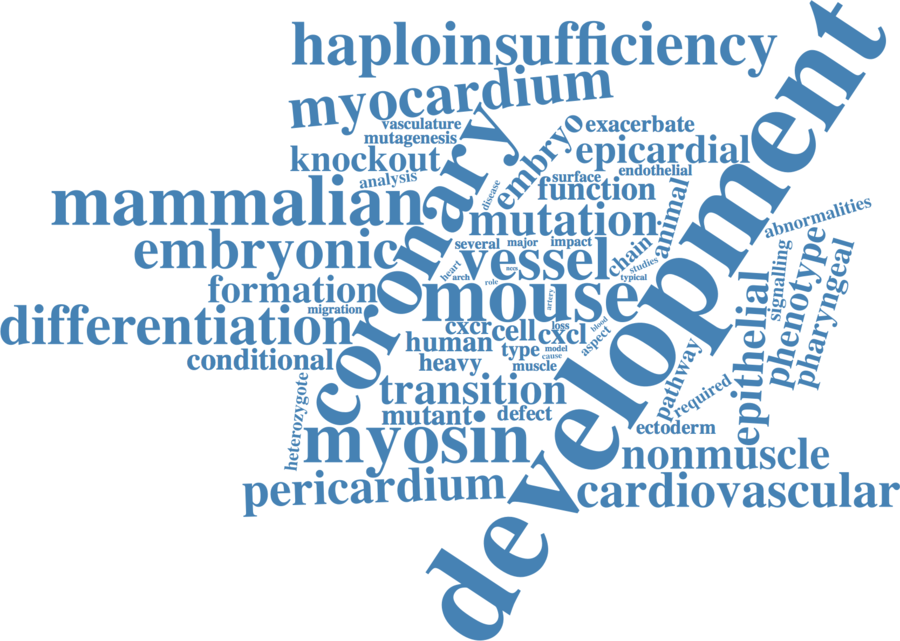 haploinsufficiency
myocardium
vasculature
mutagenesis
knockout
analysis
mammalian
embryonic
formation
migration
differentiation
conditional
coronary
disease
embryo
exacerbate
epicardial
endothelial
surface
function
mutation
animal
several
major
impact
chain
vessel
studies
typical
heart
arch
nces
role
mouse
artery
cxcr
cell
cxcl
loss
blood
human
type
model
cause
aspect
heavy
muscle
transition
mutant
defect
heterozygote
myosin
pericardium
development
abnormalities
signalling
phenotype
pharyngeal
epithelial
pathway
required
ectoderm
nonmuscle
cardiovascular